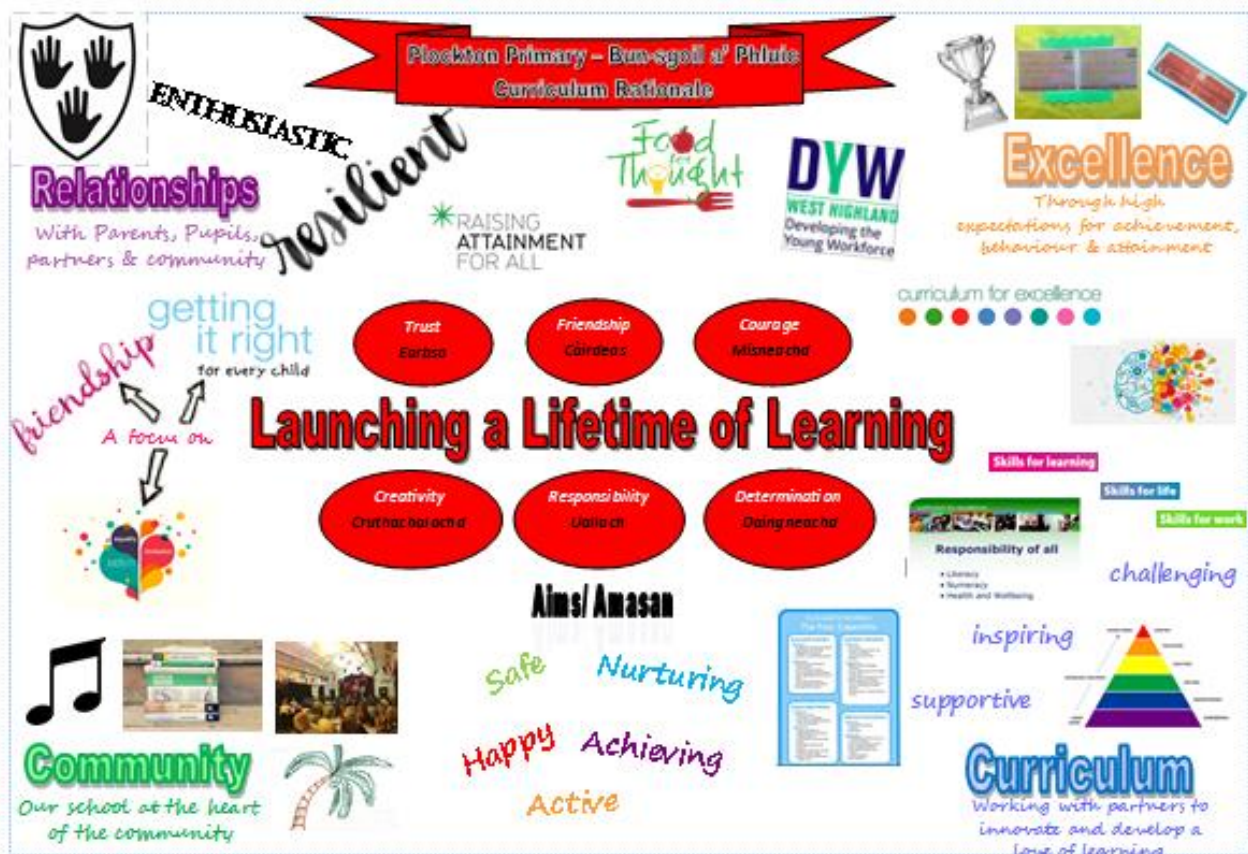 Plockton Primary – Bun-sgoil a' Phluic
Curriculum Rationale
ENTHUSIASTIC
resilient
Relationships
With Parents, Pupils,
partners & community
RAISING
ATTAINMENT
FOR ALL
Food
for
Thought
DYW
WEST HIGHLAND
Developing the
Young Workforce
Excellence
Through high
expectations for achievement,
behaviour & attainment
curriculum for excellence
getting
it right
for every child
friendship
A focus on
Trust
Earbsa
Friendship
Càirdeas
Courage
Misneachd
Launching a Lifetime of Learning
Creativity
Cruthachalachd
Responsibility
Uallach
Determination
Daingneachd
Skills for learning
Skills for life
Skills for work
Responsibility of all
• Literacy
• Numeracy
• Health and Wellbeing
challenging
inspiring
supportive
Aims/ Amasan
Safe
Nurturing
Happy
Achieving
Active
Community
Our school at the heart
of the community
Curriculum
Working with partners to
innovate and develop a
love of learning